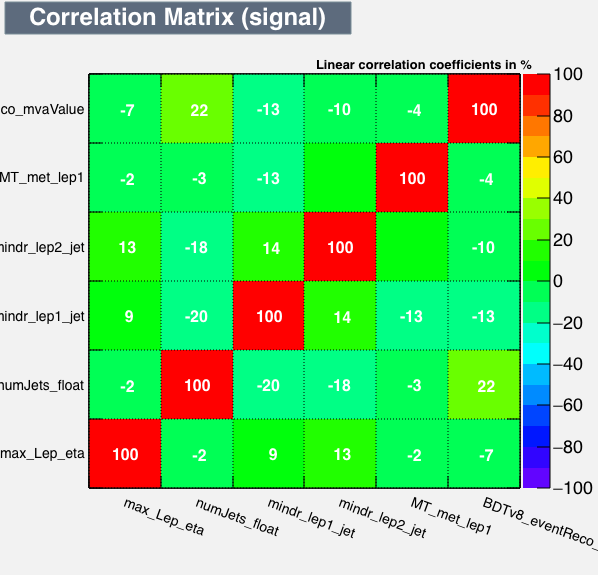 Correlation Matrix (signal)
Linear correlation coefficients in %
co_mvaValue -7 22 -13 -10 -4 100
MT_met_lep1 -2 -3 -13 100 -4
mindr_lep2_jet 13 -18 14 100 -10
mindr_lep1_jet 9 -20 100 14 -13 -13
numJets_float -2 100 -20 -18 -3 22
max_Lep_eta 100 -2 9 13 -2 -7
max_Lep_eta numJets_float mindr_lep1_jet mindr_lep2_jet MT_met_lep1 BDTv8_eventReco_
100
80
60
40
20
0
−20
−40
−60
−80
−100